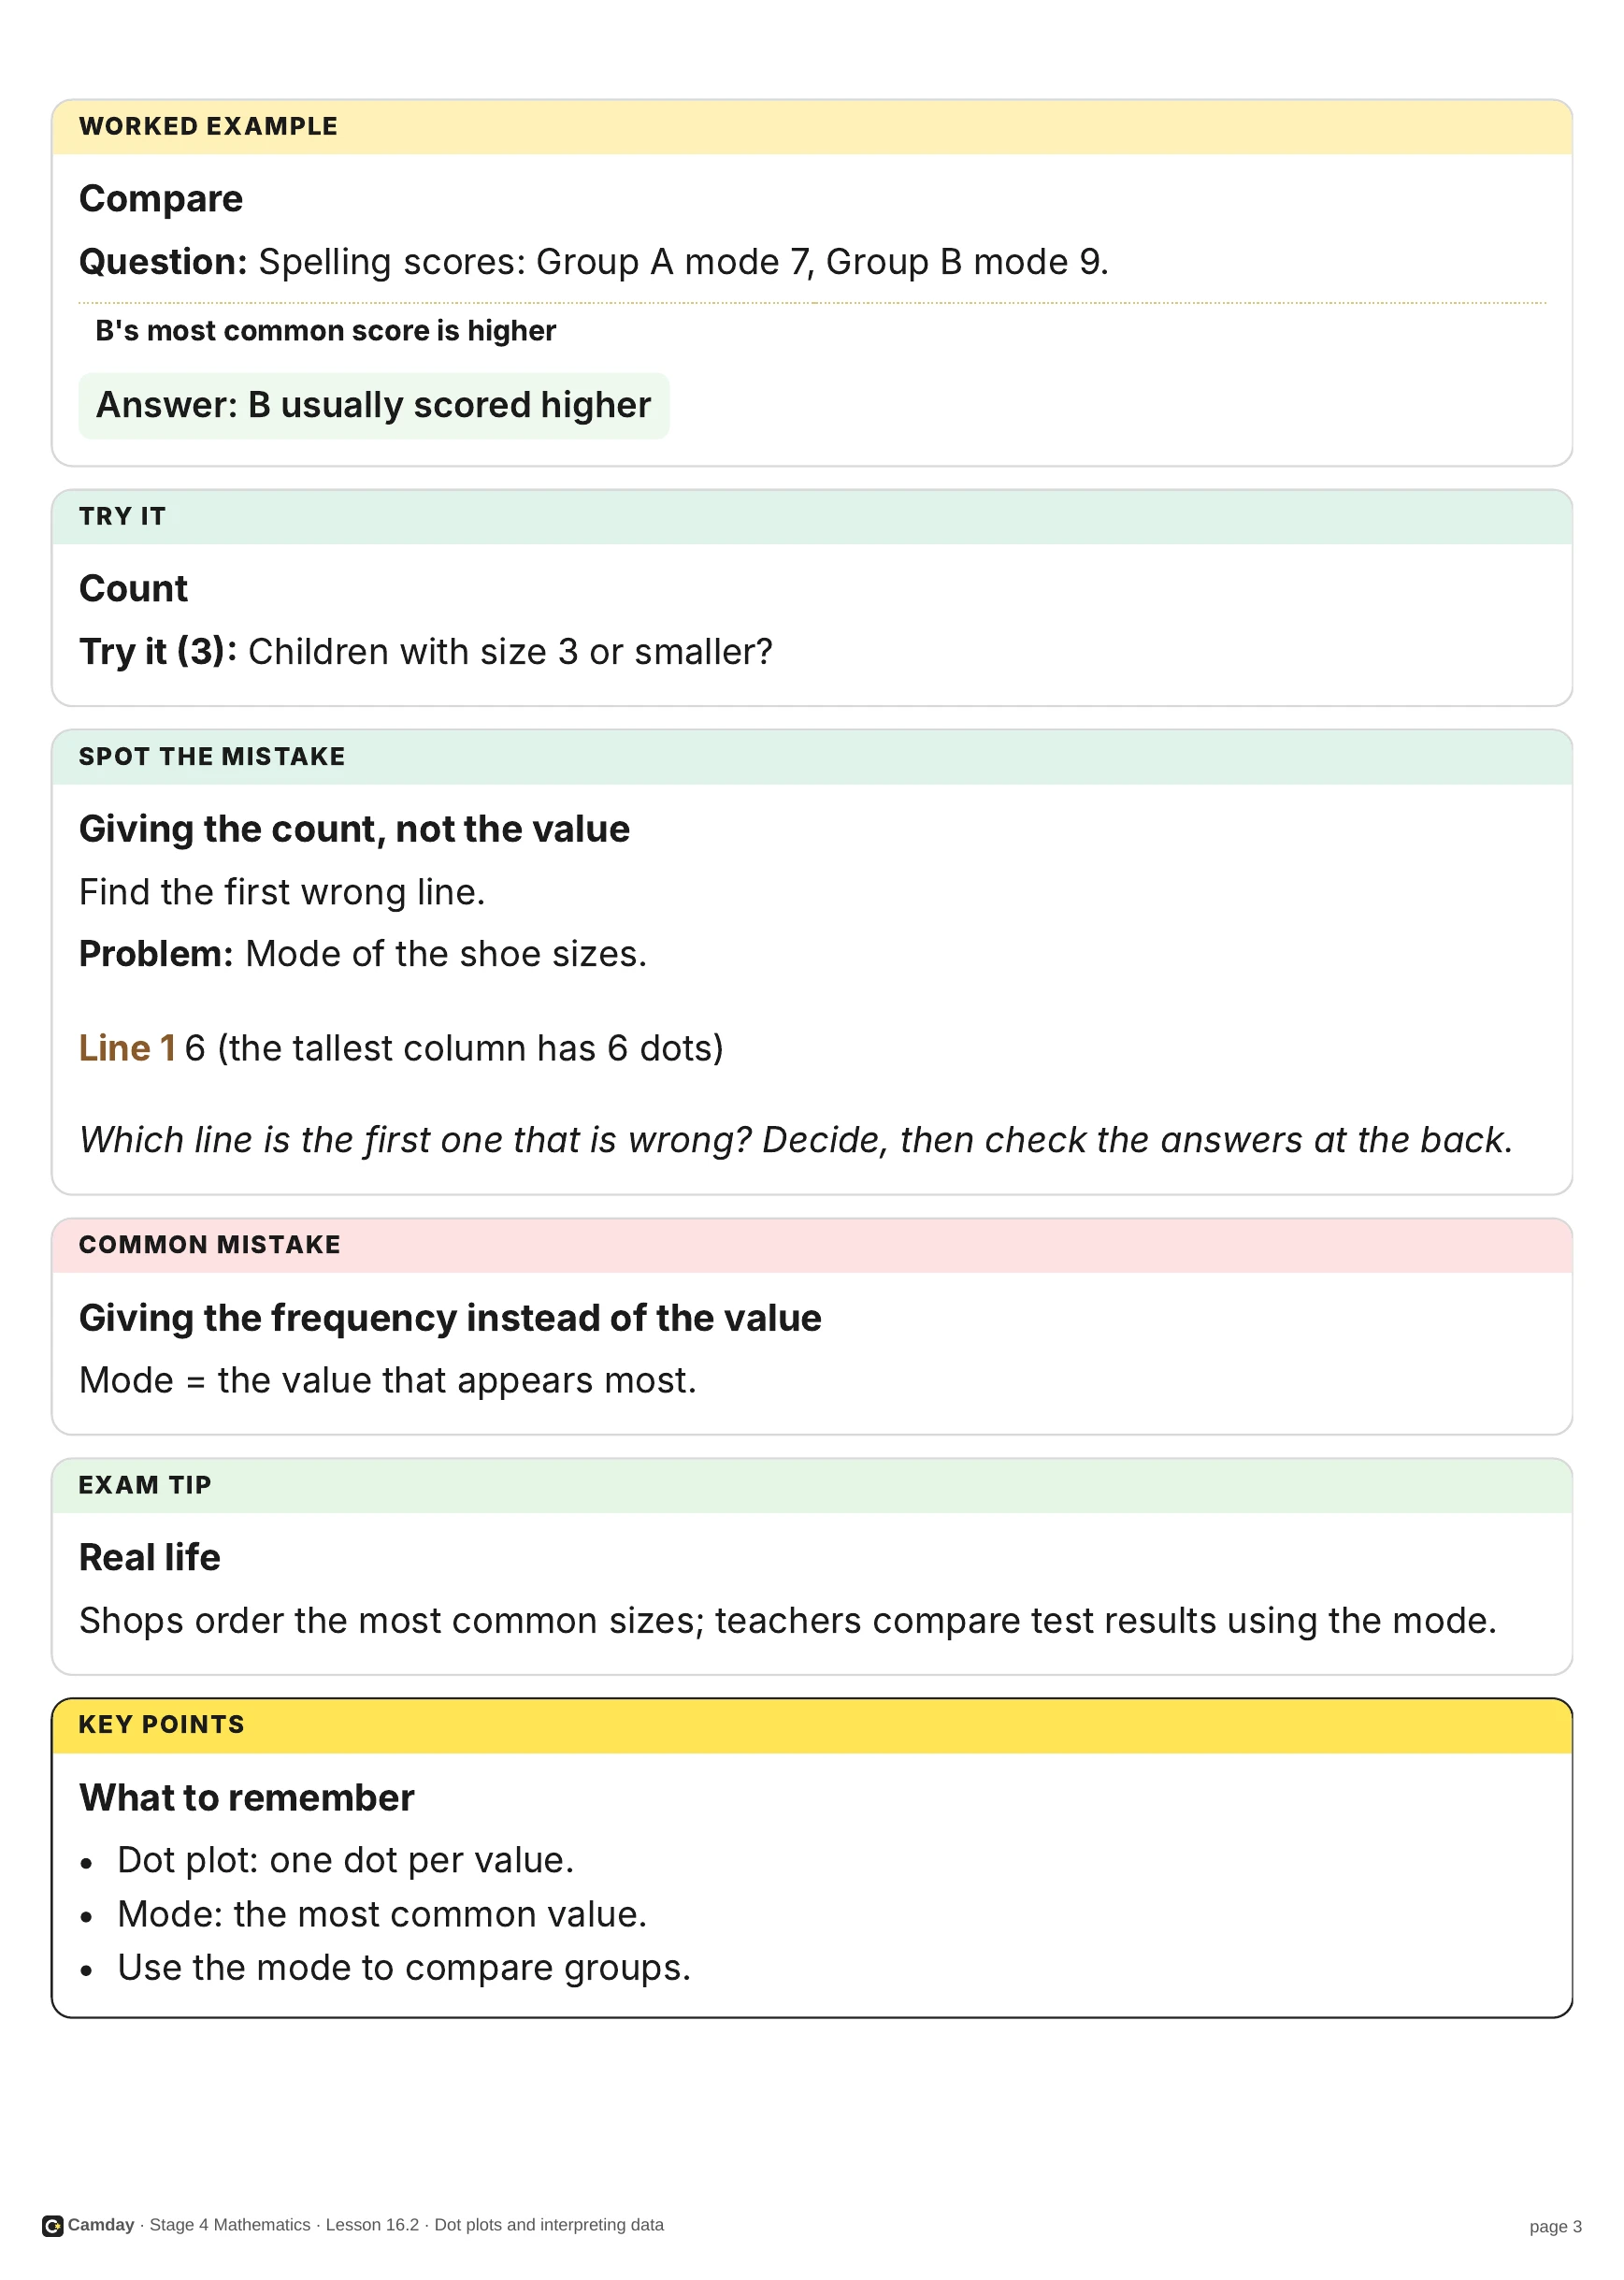 WORKED EXAMPLE
Compare
Question: Spelling scores: Group A mode 7, Group B mode 9.
B's most common score is higher
Answer: B usually scored higher
TRY IT
Count
Try it (3): Children with size 3 or smaller?
SPOT THE MISTAKE
Giving the count, not the value
Find the first wrong line.
Problem: Mode of the shoe sizes.
Line 1 6 (the tallest column has 6 dots)
Which line is the first one that is wrong? Decide, then check the answers at the back.
COMMON MISTAKE
Giving the frequency instead of the value
Mode = the value that appears most.
EXAM TIP
Real life
Shops order the most common sizes; teachers compare test results using the mode.
KEY POINTS
What to remember
• Dot plot: one dot per value.
• Mode: the most common value.
• Use the mode to compare groups.
Camday · Stage 4 Mathematics · Lesson 16.2 · Dot plots and interpreting data
page 3